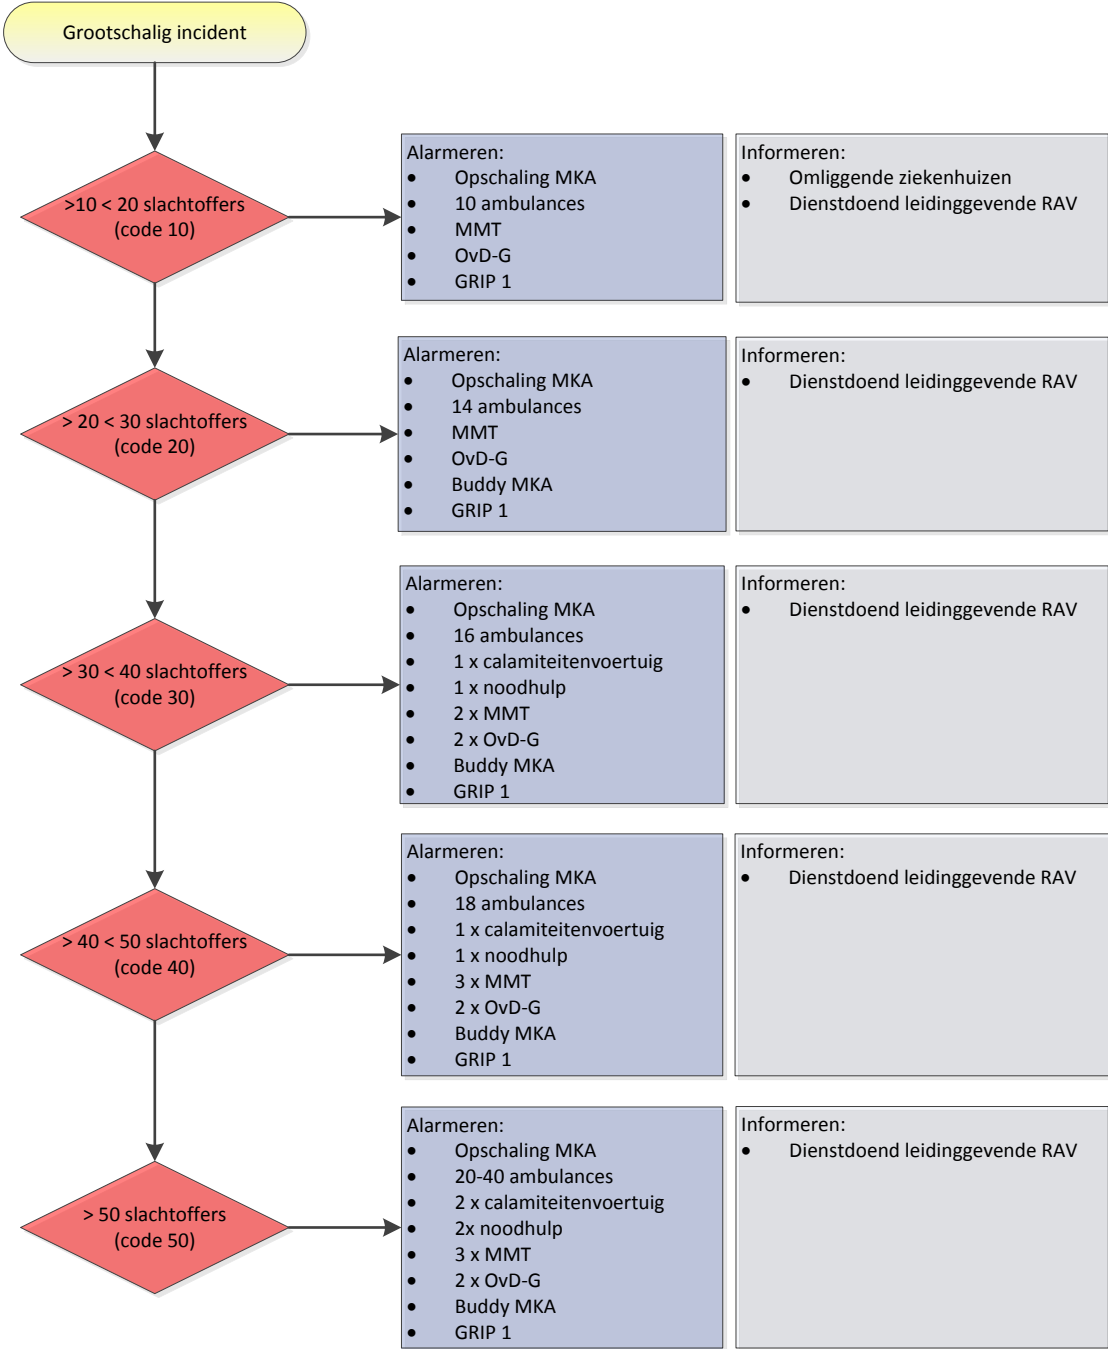 Grootschalig incident
>10 < 20 slachtoffers
(code 10)
Alarmeren:
• Opschaling MKA
• 10 ambulances
• MMT
• OvD-G
• GRIP 1
Informeren:
• Omliggende ziekenhuizen
• Dienstdoend leidinggevende RAV
> 20 < 30 slachtoffers
(code 20)
Alarmeren:
• Opschaling MKA
• 14 ambulances
• MMT
• OvD-G
• Buddy MKA
• GRIP 1
Informeren:
• Dienstdoend leidinggevende RAV
> 30 < 40 slachtoffers
(code 30)
Alarmeren:
• Opschaling MKA
• 16 ambulances
• 1 x calamiteitenvoertuig
• 1 x noodhulp
• 2 x MMT
• 2 x OvD-G
• Buddy MKA
• GRIP 1
Informeren:
• Dienstdoend leidinggevende RAV
> 40 < 50 slachtoffers
(code 40)
Alarmeren:
• Opschaling MKA
• 18 ambulances
• 1 x calamiteitenvoertuig
• 1 x noodhulp
• 3 x MMT
• 2 x OvD-G
• Buddy MKA
• GRIP 1
Informeren:
• Dienstdoend leidinggevende RAV
> 50 slachtoffers
(code 50)
Alarmeren:
• Opschaling MKA
• 20-40 ambulances
• 2 x calamiteitenvoertuig
• 2x noodhulp
• 3 x MMT
• 2 x OvD-G
• Buddy MKA
• GRIP 1
Informeren:
• Dienstdoend leidinggevende RAV